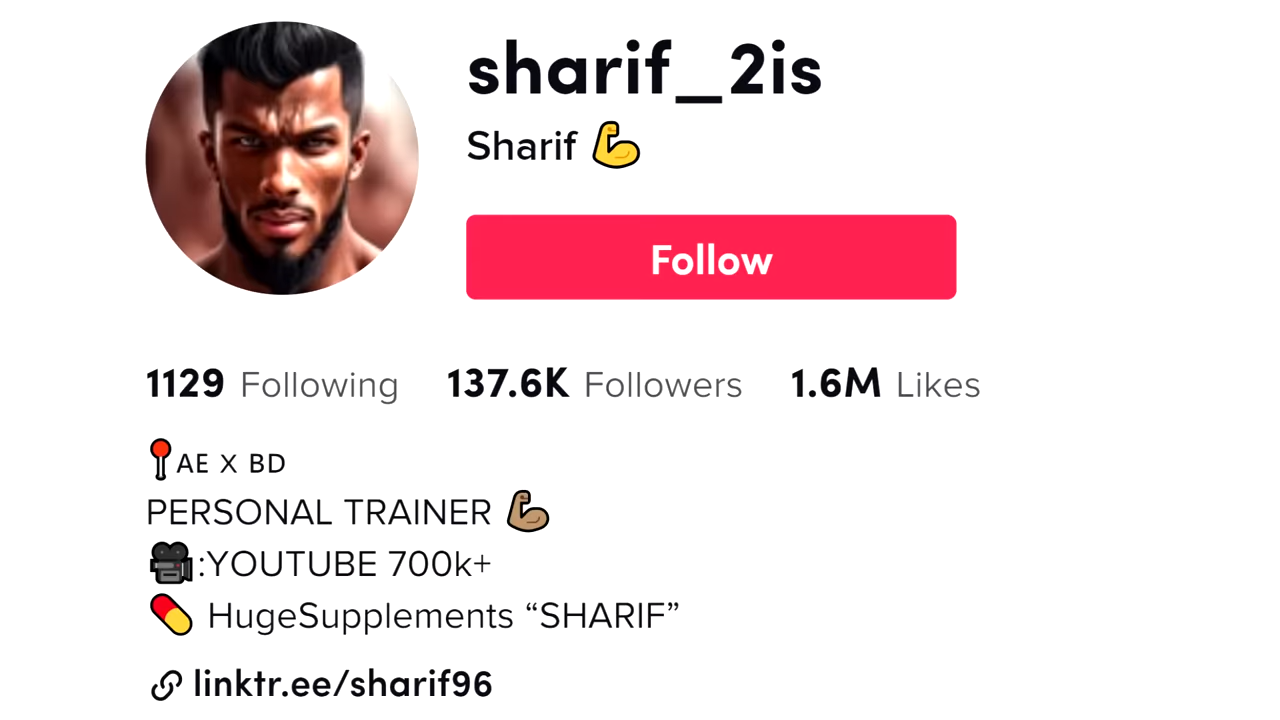 sharif_2is
Sharif 💪
Follow
1129 Following 137.6K Followers 1.6M Likes
📍AE X BD
PERSONAL TRAINER 💪🏽
🎥:YOUTUBE 700k+
💊 HugeSupplements “SHARIF”
linktr.ee/sharif96